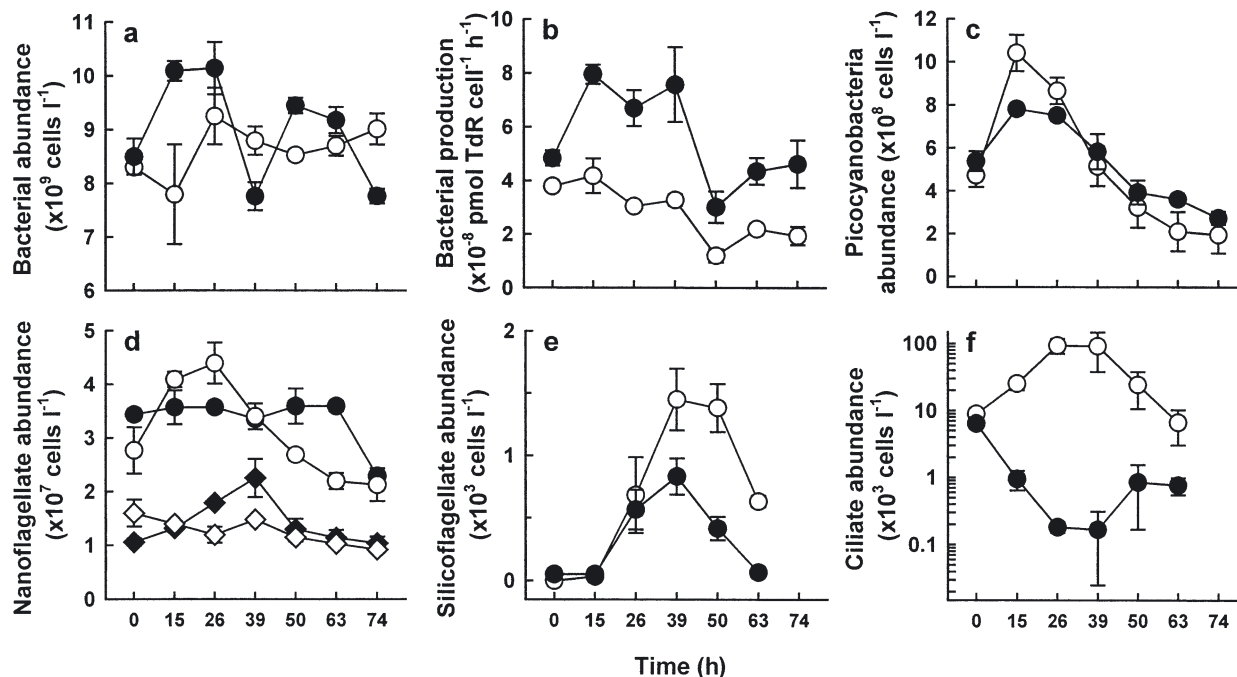 a
Bacterial abundance
(x10⁹ cells l⁻¹)
11
10
9
8
7
6
b
Bacterial production
(x10⁻⁸ pmol TdR cell⁻¹ h⁻¹)
10
8
6
4
2
0
c
Picocyanobacteria
abundance (x10⁸ cells l⁻¹)
12
10
8
6
4
2
0
d
Nanoflagellate abundance
(x10⁷ cells l⁻¹)
5
4
3
2
1
0
0 15 26 39 50 63 74
e
Silicoflagellate abundance
(x10³ cells l⁻¹)
2
1
0
0 15 26 39 50 63 74
f
Ciliate abundance
(x10³ cells l⁻¹)
100
10
1
0.1
0 15 26 39 50 63 74
Time (h)